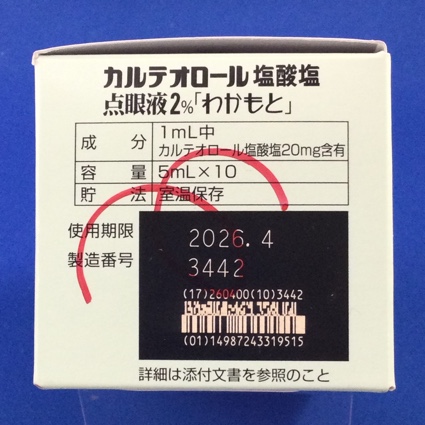 カルテオロール塩酸塩
点眼液2%「わかもと」
成分 1mL中
カルテオロール塩酸塩20mg含有
容量 5mL×10
貯法 室温保存
使用期限 2026.4
製造番号 3442
(17)260400(10)3442
(01)14987243319515
詳細は添付文書を参照のこと